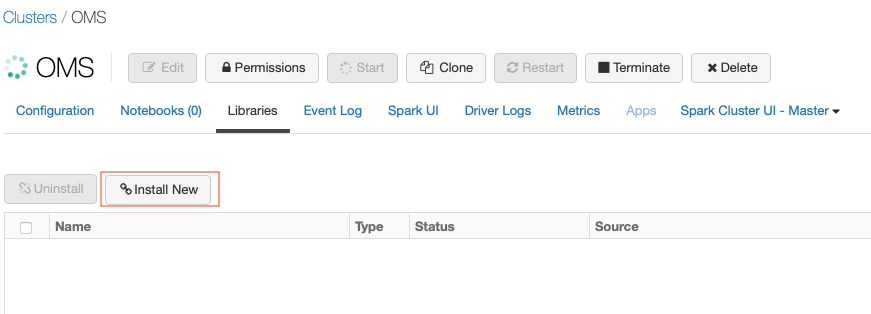 Clusters / OMS
OMS Edit Permissions Start Clone Restart Terminate Delete
Configuration Notebooks (0) Libraries Event Log Spark UI Driver Logs Metrics Apps Spark Cluster UI - Master
Uninstall Install New
Name Type Status Source